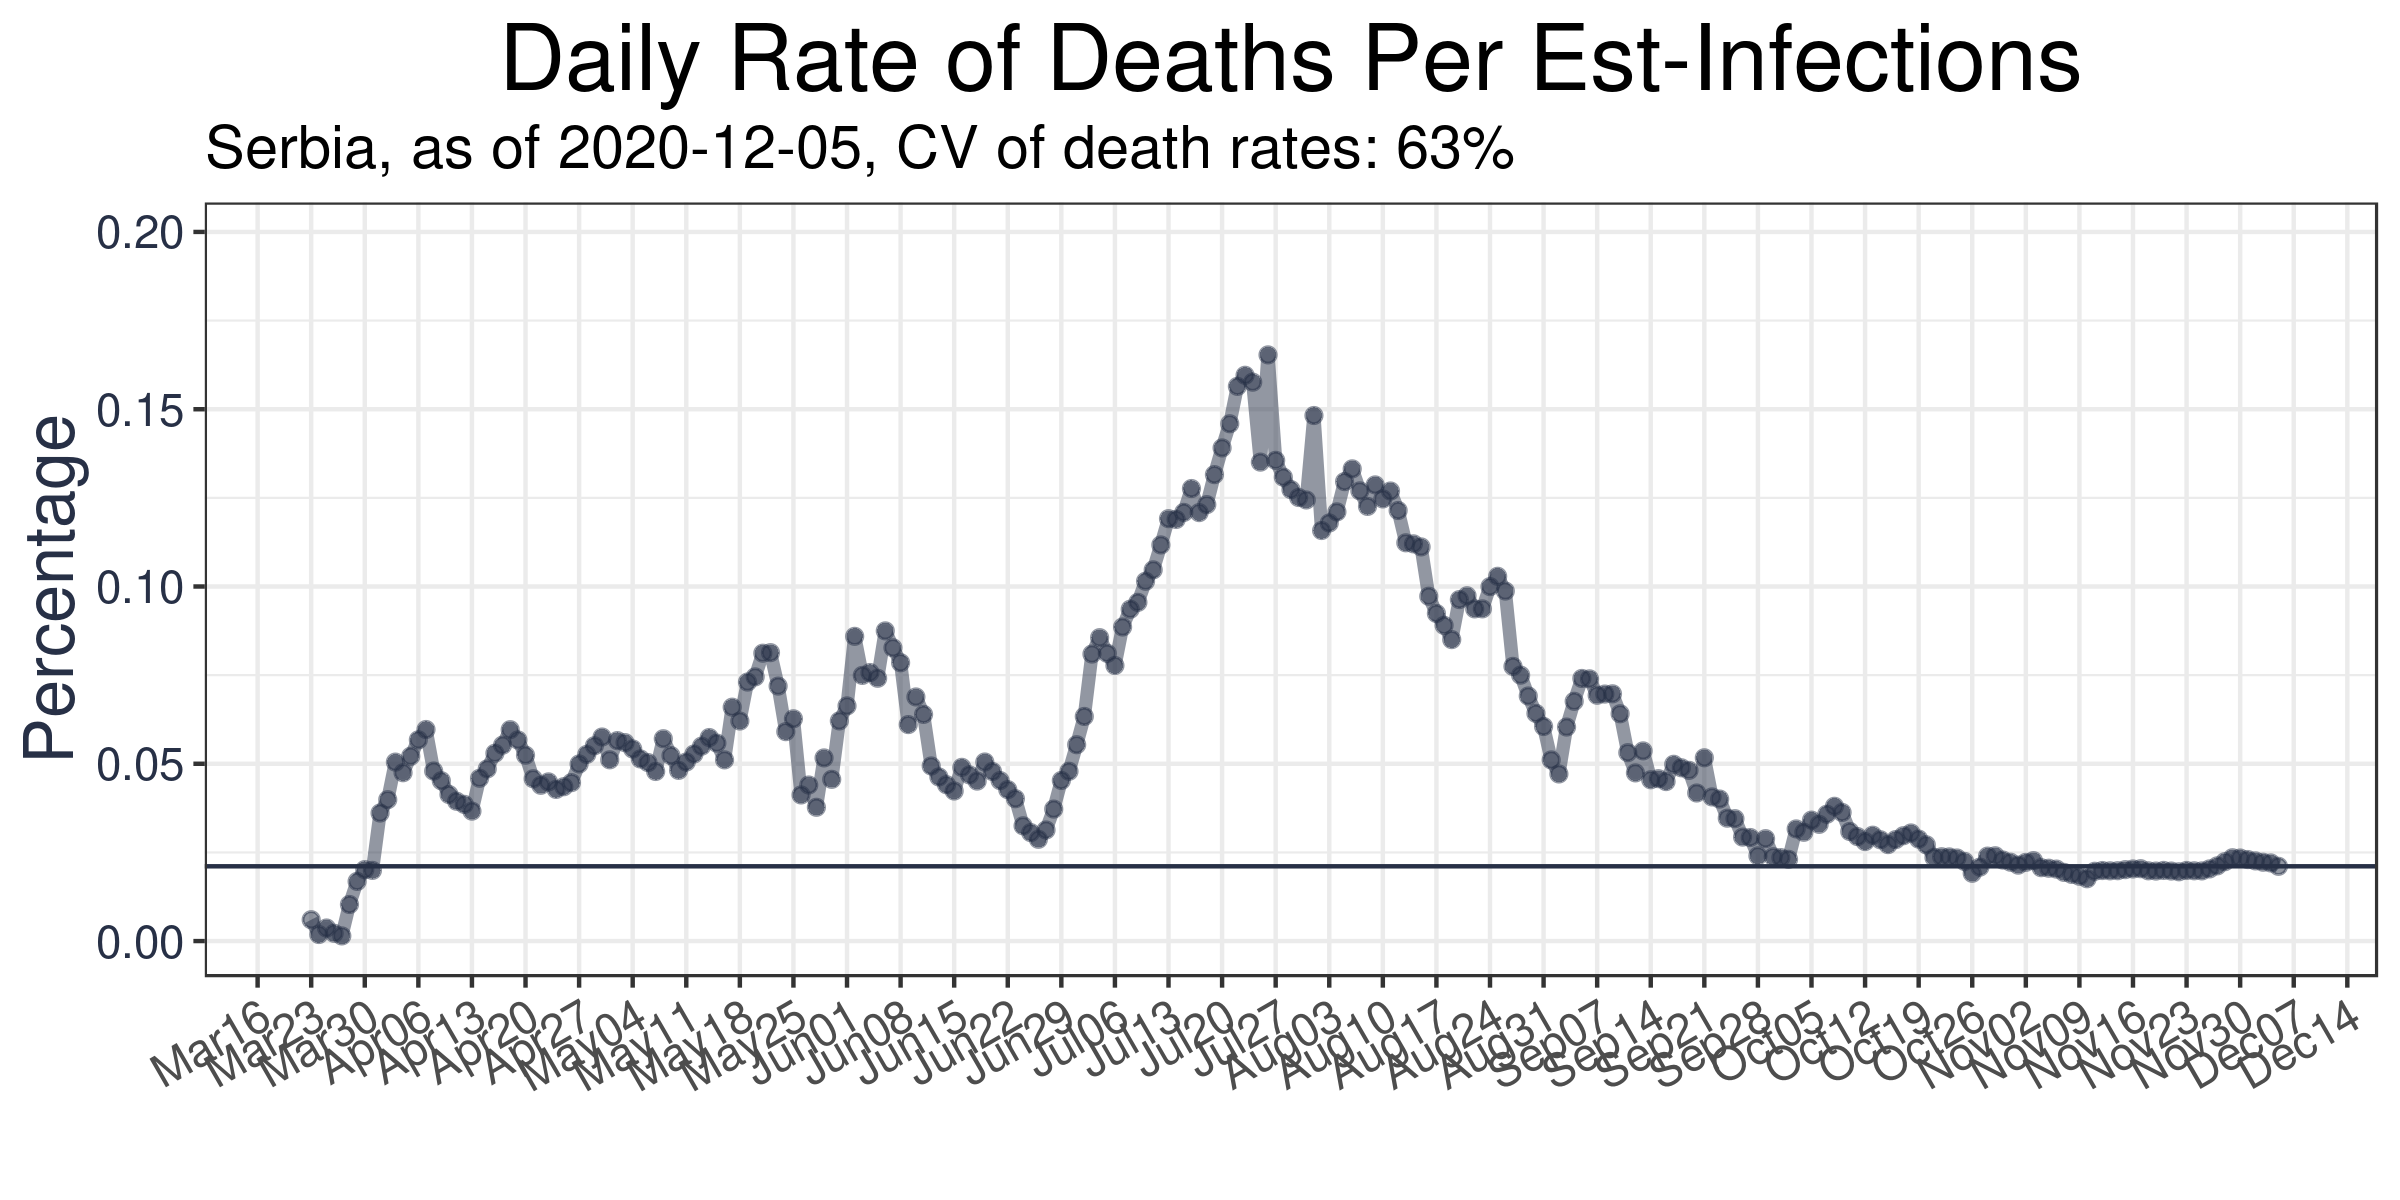 Daily Rate of Deaths Per Est-Infections
Serbia, as of 2020-12-05, CV of death rates: 63%
Percentage
0.20
0.15
0.10
0.05
0.00
Mar16
Mar23
Mar30
Apr06
Apr13
Apr20
Apr27
May04
May11
May18
May25
Jun01
Jun08
Jun15
Jun22
Jun29
Jul06
Jul13
Jul20
Jul27
Aug03
Aug10
Aug17
Aug24
Aug31
Sep07
Sep14
Sep21
Sep28
Oct05
Oct12
Oct19
Oct26
Nov02
Nov09
Nov16
Nov23
Nov30
Dec07
Dec14